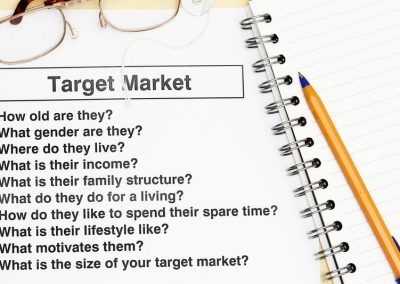 Target Market
How old are they?
What gender are they?
Where do they live?
What is their income?
What is their family structure?
What do they do for a living?
How do they like to spend their spare time?
What is their lifestyle like?
What motivates them?
What is the size of your target market?